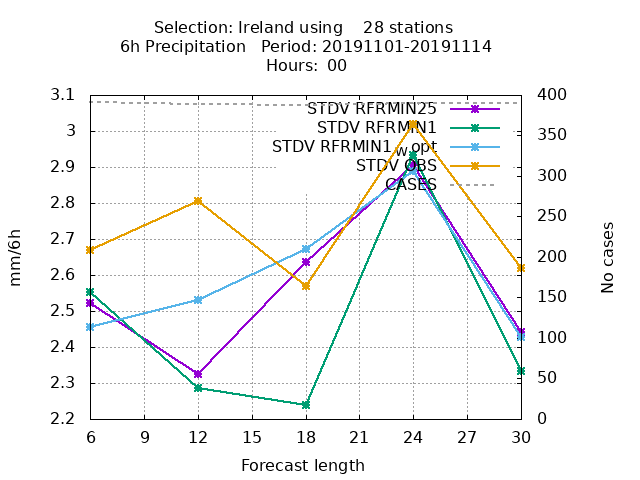 Selection: Ireland using    28 stations
6h Precipitation   Period: 20191101-20191114
Hours:  00
3.1
3
2.9
2.8
2.7
2.6
2.5
2.4
2.3
2.2
400
350
300
250
200
150
100
50
0
6 9 12 15 18 21 24 27 30
mm/6h
No cases
Forecast length
STDV RFRMIN25
STDV RFRMIN1
STDV RFRMIN1 w opt
STDV OBS
CASES